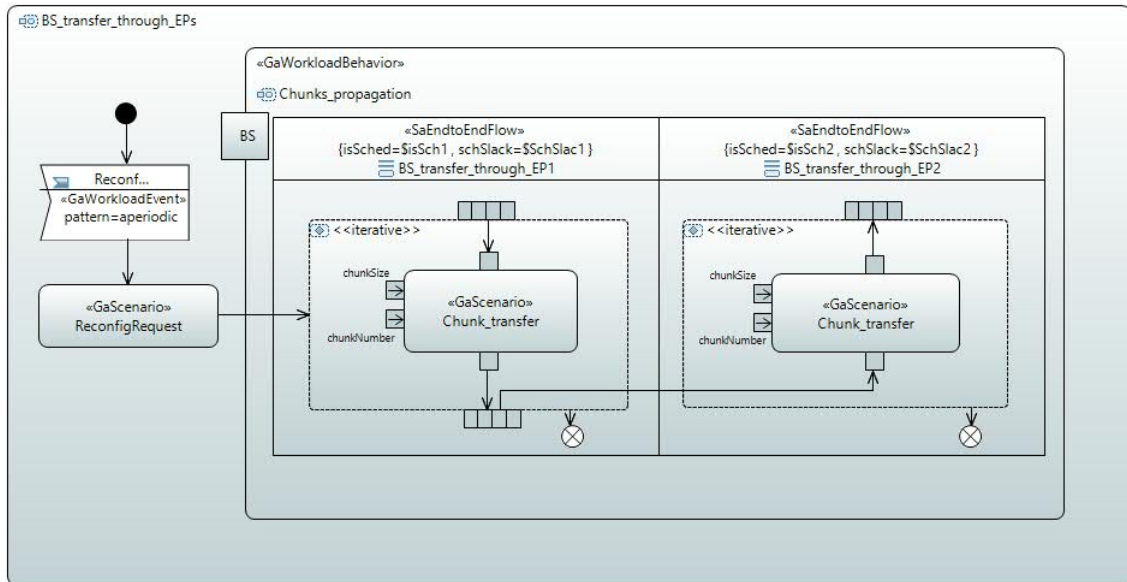 BS_transfer_through_EPs
«GaWorkloadBehavior»
Chunks_propagation
BS
«SaEndtoEndFlow»
{isSched=$isSch1 , schSlack=$SchSlac1 }
BS_transfer_through_EP1
«SaEndtoEndFlow»
{isSched=$isSch2 , schSlack=$SchSlac2 }
BS_transfer_through_EP2
Reconf...
«GaWorkloadEvent»
pattern=aperiodic
«GaScenario»
ReconfigRequest
<<iterative>>
chunkSize
chunkNumber
«GaScenario»
Chunk_transfer
<<iterative>>
chunkSize
chunkNumber
«GaScenario»
Chunk_transfer